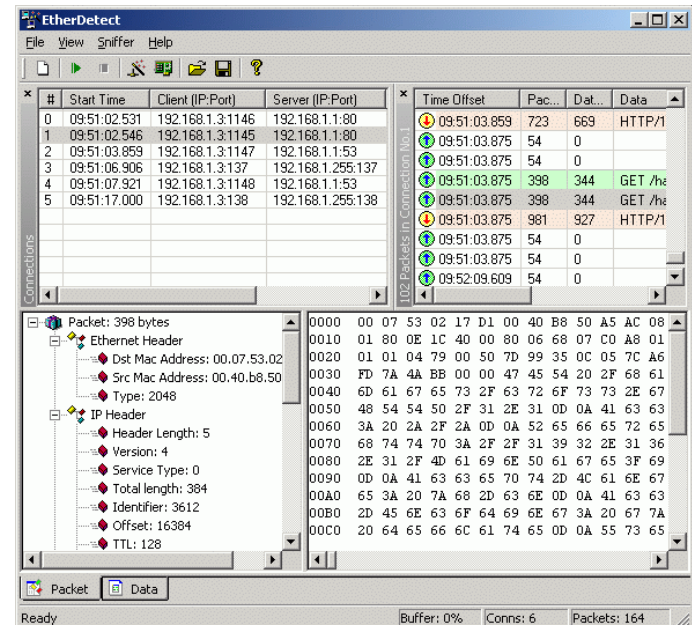 EtherDetect
File View Sniffer Help
# Start Time Client (IP:Port) Server (IP:Port)
0 09:51:02.531 192.168.1.3:1146 192.168.1.1:80
1 09:51:02.546 192.168.1.3:1145 192.168.1.1:80
2 09:51:03.859 192.168.1.3:1147 192.168.1.1:53
3 09:51:06.906 192.168.1.3:137 192.168.1.255:137
4 09:51:07.921 192.168.1.3:1148 192.168.1.1:53
5 09:51:17.000 192.168.1.3:138 192.168.1.255:138
Connections
Time Offset Pac... Dat... Data
09:51:03.859 723 669 HTTP/1
09:51:03.875 54 0
09:51:03.875 54 0
09:51:03.875 398 344 GET /ha
09:51:03.875 398 344 GET /ha
09:51:03.875 981 927 HTTP/1
09:51:03.875 54 0
09:51:03.875 54 0
09:52:09.609 54 0
102 Packets in Connection No.1
Packet: 398 bytes
Ethernet Header
Dst Mac Address: 00.07.53.02
Src Mac Address: 00.40.b8.50
Type: 2048
IP Header
Header Length: 5
Version: 4
Service Type: 0
Total length: 384
Identifier: 3612
Offset: 16384
TTL: 128
0000 00 07 53 02 17 D1 00 40 B8 50 A5 AC 08
0010 01 80 0E 1C 40 00 80 06 68 07 C0 A8 01
0020 01 01 04 79 00 50 7D 99 35 0C 05 7C A6
0030 FD 7A 4A BB 00 00 47 45 54 20 2F 68 61
0040 6D 61 67 65 73 2F 63 72 6F 73 73 2E 67
0050 48 54 54 50 2F 31 2E 31 0D 0A 41 63 63
0060 3A 20 2A 2F 2A 0D 0A 52 65 66 65 72 65
0070 68 74 74 70 3A 2F 2F 31 39 32 2E 31 36
0080 2E 31 2F 4D 61 69 6E 50 61 67 65 3F 69
0090 0D 0A 41 63 63 65 70 74 2D 4C 61 6E 67
00A0 65 3A 20 7A 68 2D 63 6E 0D 0A 41 63 63
00B0 2D 45 6E 63 6F 64 69 6E 67 3A 20 67 7A
00C0 20 64 65 66 6C 61 74 65 0D 0A 55 73 65
Packet Data
Ready Buffer: 0% Conns: 6 Packets: 164